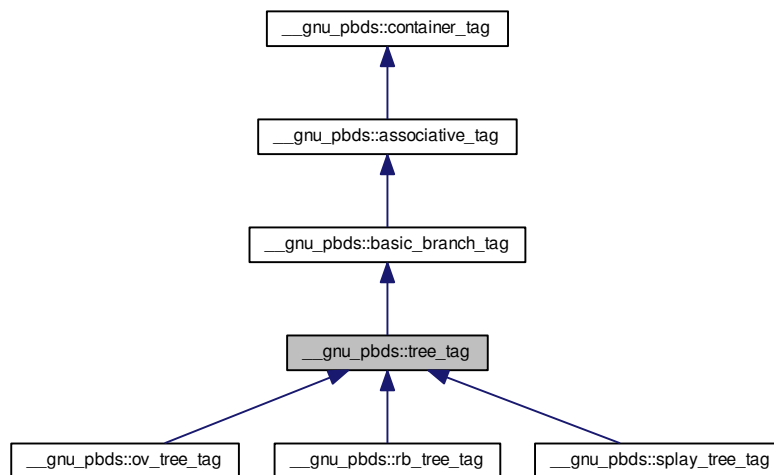 __gnu_pbds::container_tag
__gnu_pbds::associative_tag
__gnu_pbds::basic_branch_tag
__gnu_pbds::tree_tag
__gnu_pbds::ov_tree_tag
__gnu_pbds::rb_tree_tag
__gnu_pbds::splay_tree_tag